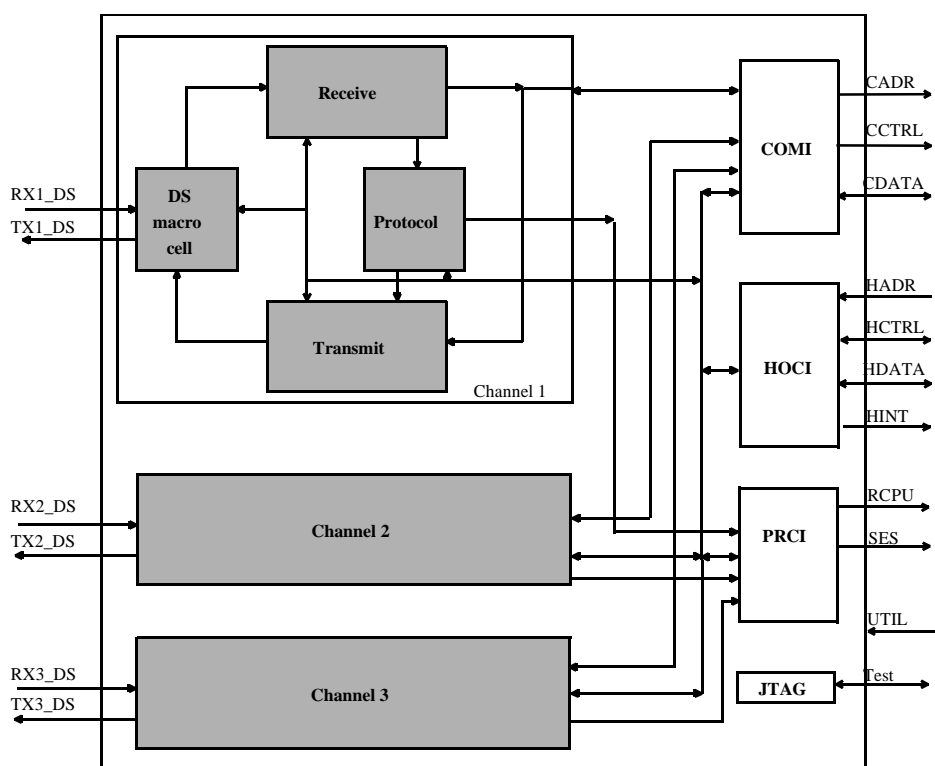 Receive
CADR
CCTRL
COMI
CDATA
RX1_DS
TX1_DS
DS
macro
cell
Protocol
HADR
HCTRL
HOCI
HDATA
HINT
Transmit
Channel 1
RX2_DS
TX2_DS
Channel 2
RCPU
PRCI
SES
UTIL
RX3_DS
TX3_DS
Channel 3
JTAG
Test